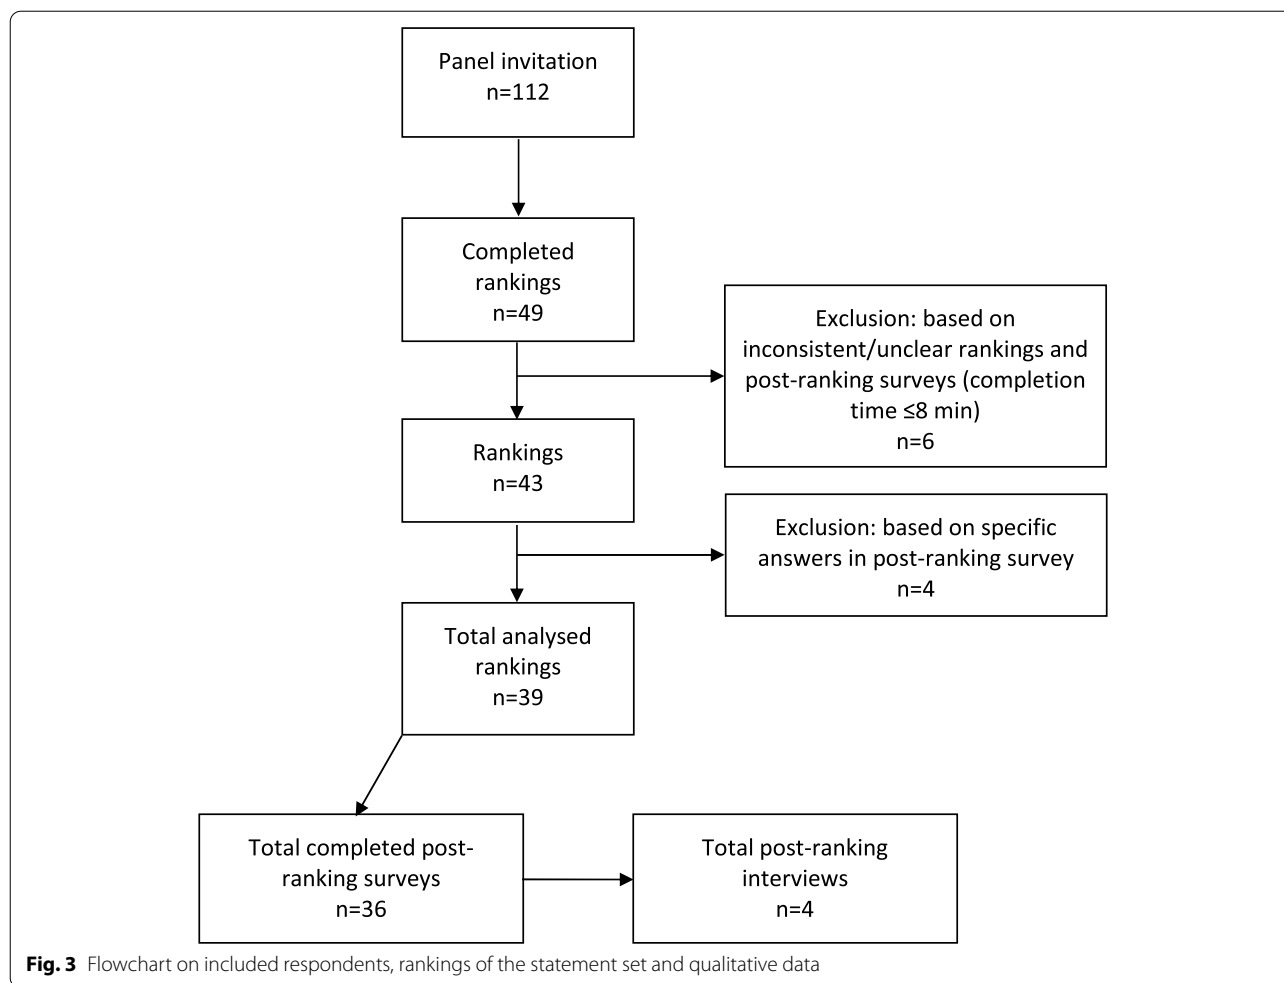 Panel invitation
n=112
Completed
rankings
n=49
Exclusion: based on
inconsistent/unclear rankings and
post-ranking surveys (completion
time ≤8 min)
n=6
Rankings
n=43
Exclusion: based on specific
answers in post-ranking survey
n=4
Total analysed
rankings
n=39
Total completed post-
ranking surveys
n=36
Total post-ranking
interviews
n=4
Fig. 3 Flowchart on included respondents, rankings of the statement set and qualitative data